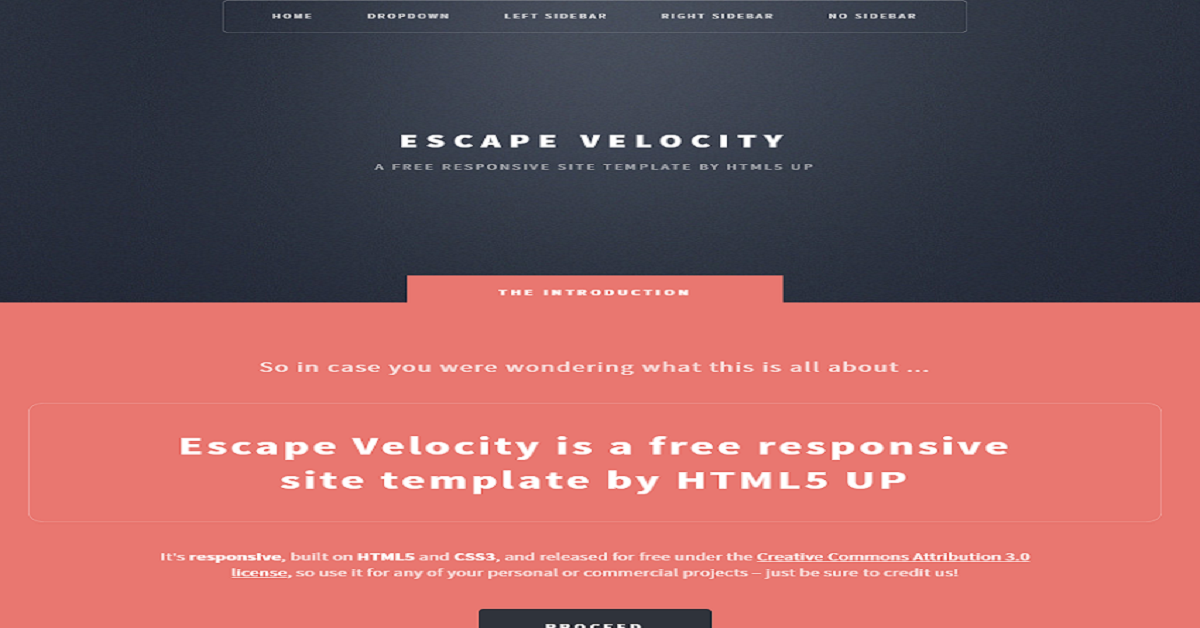 HOME DROPDOWN LEFT SIDEBAR RIGHT SIDEBAR NO SIDEBAR
ESCAPE VELOCITY
A FREE RESPONSIVE SITE TEMPLATE BY HTML5 UP
THE INTRODUCTION
So in case you were wondering what this is all about ...
Escape Velocity is a free responsive
site template by HTML5 UP
It's responsive, built on HTML5 and CSS3, and released for free under the Creative Commons Attribution 3.0
license, so use it for any of your personal or commercial projects – just be sure to credit us!
PROCEED